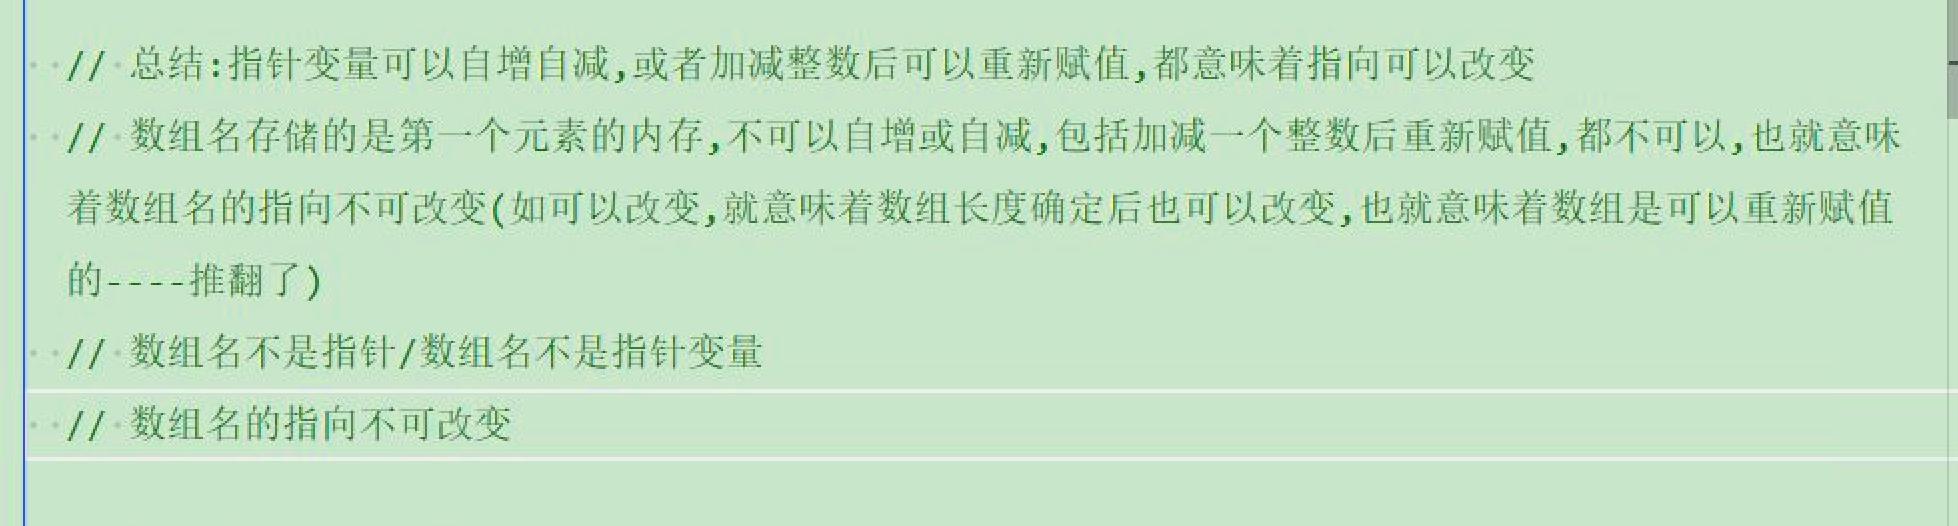 // 总结:指针变量可以自增自减,或者加减整数后可以重新赋值,都意味着指向可以改变
// 数组名存储的是第一个元素的内存,不可以自增或自减,包括加减一个整数后重新赋值,都不可以,也就意味
着数组名的指向不可改变(如可以改变,就意味着数组长度确定后也可以改变,也就意味着数组是可以重新赋值
的----推翻了)
// 数组名不是指针/数组名不是指针变量
// 数组名的指向不可改变